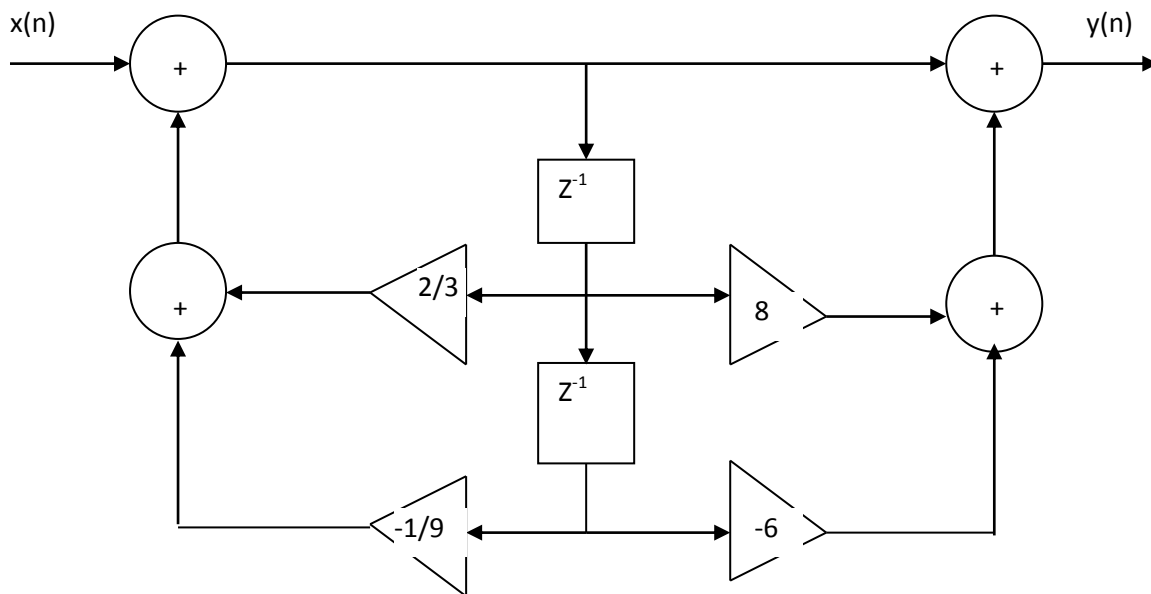 x(n)
y(n)
+
+
Z⁻¹
2/3
8
+
+
Z⁻¹
-1/9
-6